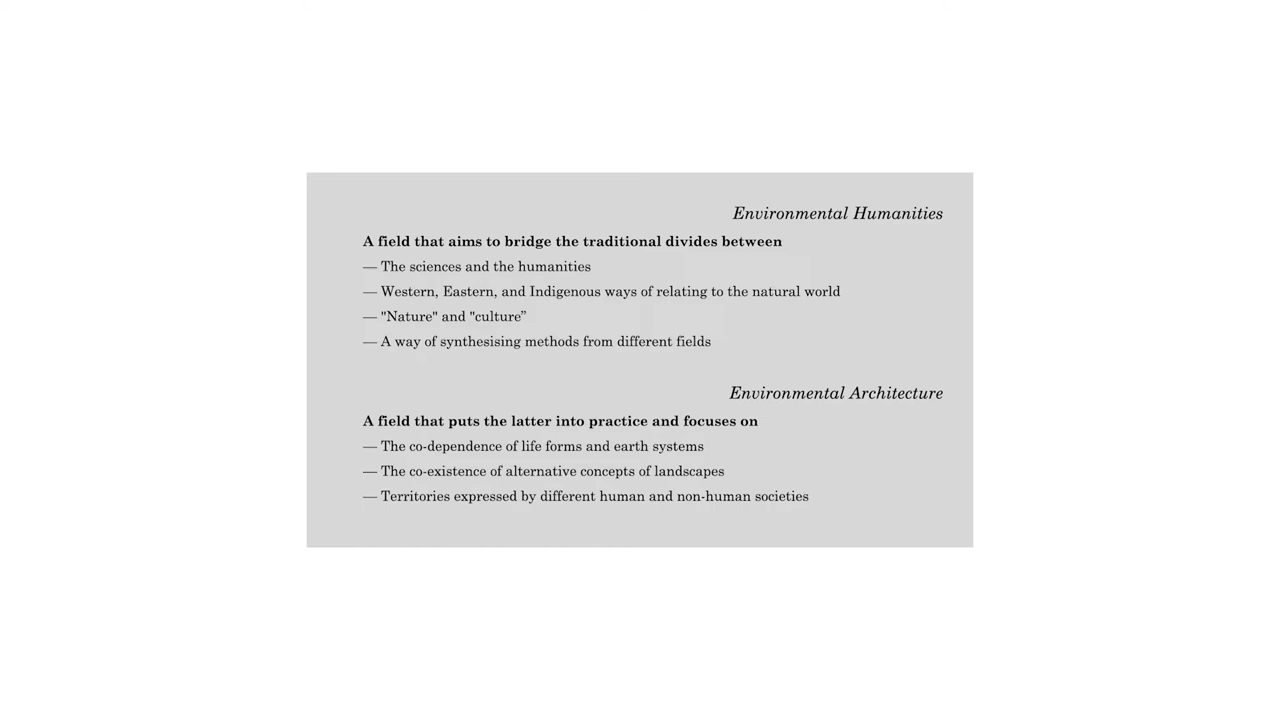 Environmental Humanities
A field that aims to bridge the traditional divides between
— The sciences and the humanities
— Western, Eastern, and Indigenous ways of relating to the natural world
— "Nature" and "culture”
— A way of synthesising methods from different fields
Environmental Architecture
A field that puts the latter into practice and focuses on
— The co-dependence of life forms and earth systems
— The co-existence of alternative concepts of landscapes
— Territories expressed by different human and non-human societies